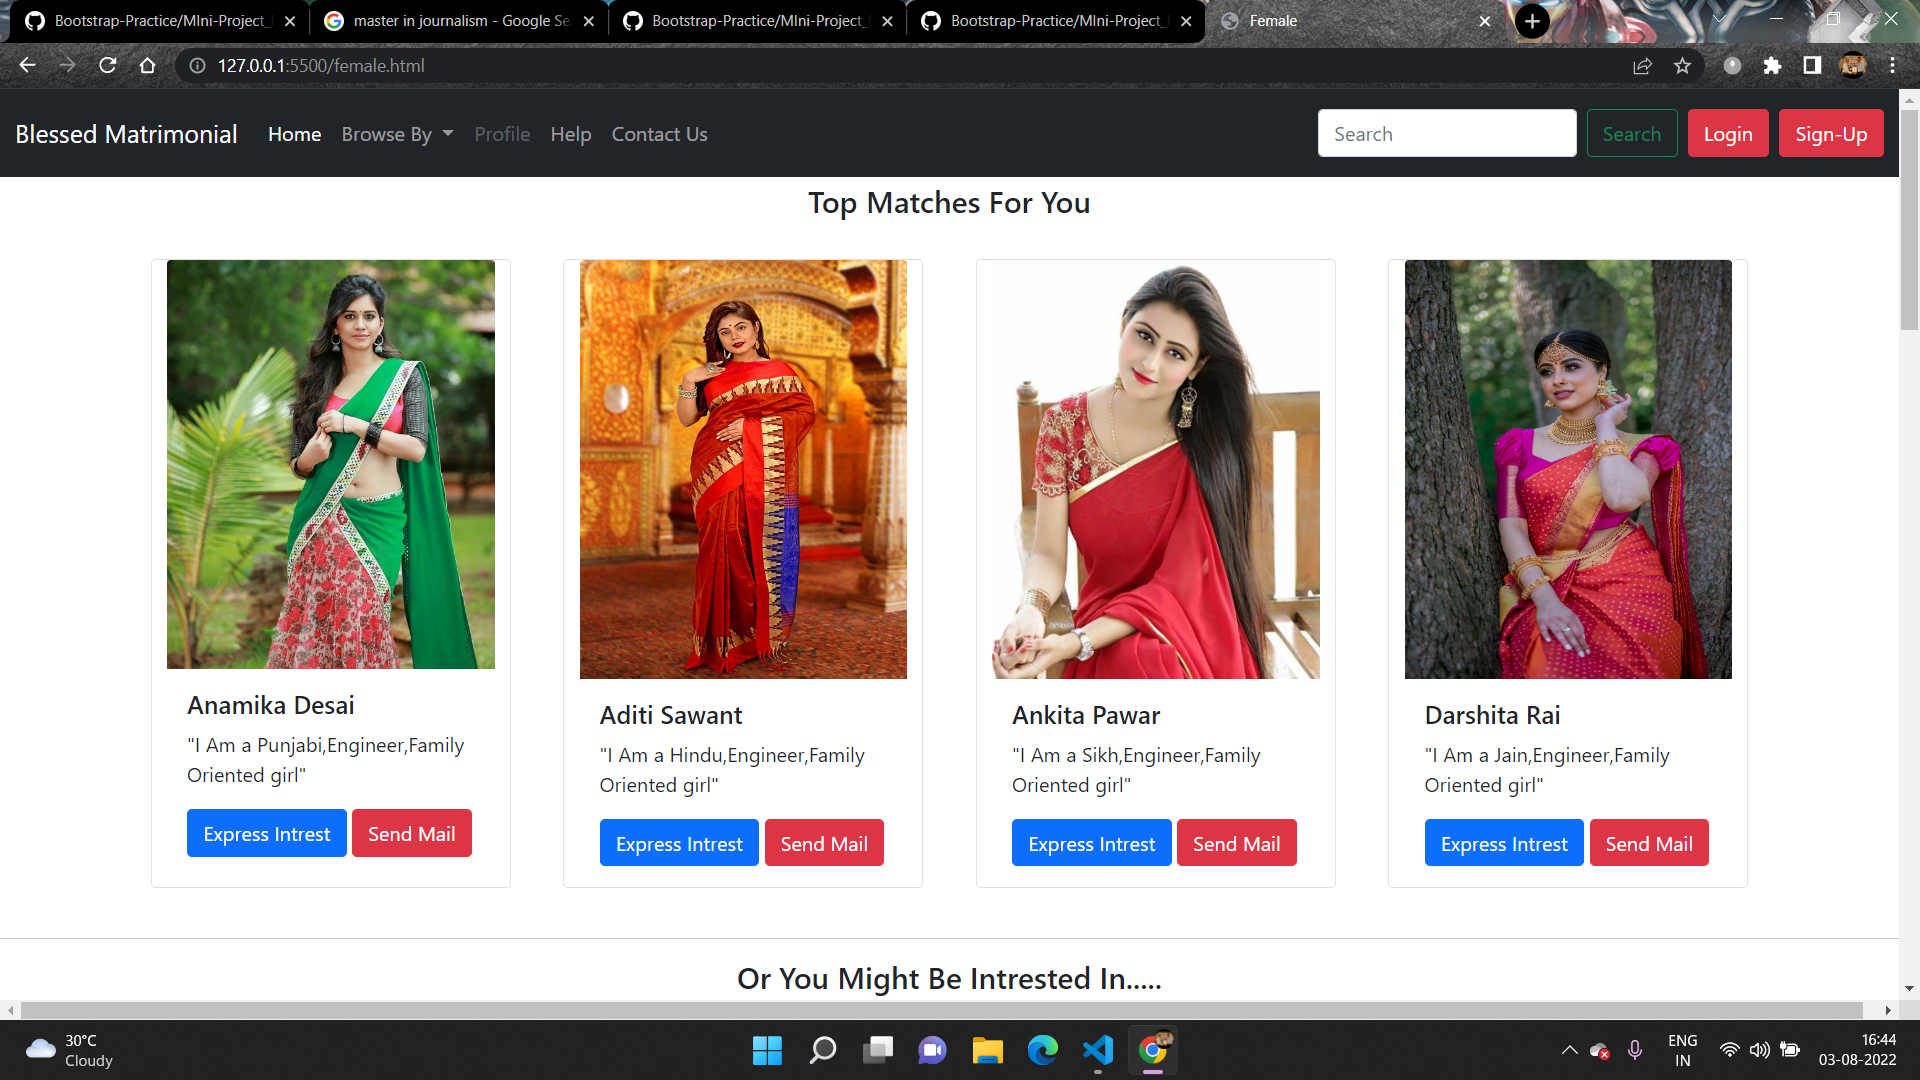 Bootstrap-Practice/MIni-Project_
master in journalism - Google Se
Bootstrap-Practice/MIni-Project_
Bootstrap-Practice/MIni-Project_
Female
127.0.0.1:5500/female.html
Blessed Matrimonial Home Browse By Profile Help Contact Us Search Search Login Sign-Up
Top Matches For You
Anamika Desai
"I Am a Punjabi,Engineer,Family
Oriented girl"
Express Intrest Send Mail
Aditi Sawant
"I Am a Hindu,Engineer,Family
Oriented girl"
Express Intrest Send Mail
Ankita Pawar
"I Am a Sikh,Engineer,Family
Oriented girl"
Express Intrest Send Mail
Darshita Rai
"I Am a Jain,Engineer,Family
Oriented girl"
Express Intrest Send Mail
Or You Might Be Intrested In.....
30°C
Cloudy
ENG
IN
16:44
03-08-2022